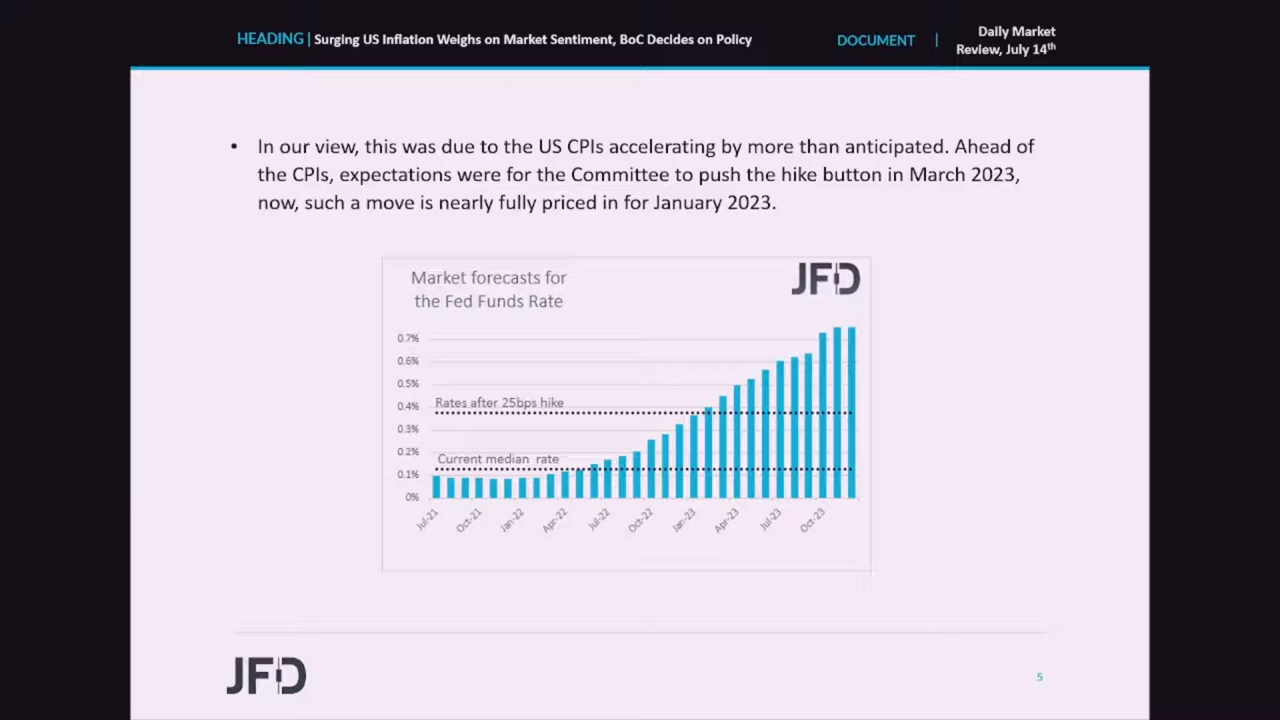 HEADING | Surging US Inflation Weighs on Market Sentiment, BoC Decides on Policy
DOCUMENT | Daily Market
Review, July 14th
• In our view, this was due to the US CPIs accelerating by more than anticipated. Ahead of
the CPIs, expectations were for the Committee to push the hike button in March 2023,
now, such a move is nearly fully priced in for January 2023.
Market forecasts for
the Fed Funds Rate
JFD
0.7%
0.6%
0.5%
0.4%
Rates after 25bps hike
0.3%
0.2%
Current median rate
0.1%
0%
Jul-21 Oct-21 Jan-22 Apr-22 Jul-22 Oct-22 Jan-23 Apr-23 Jul-23 Oct-23
JFD
5